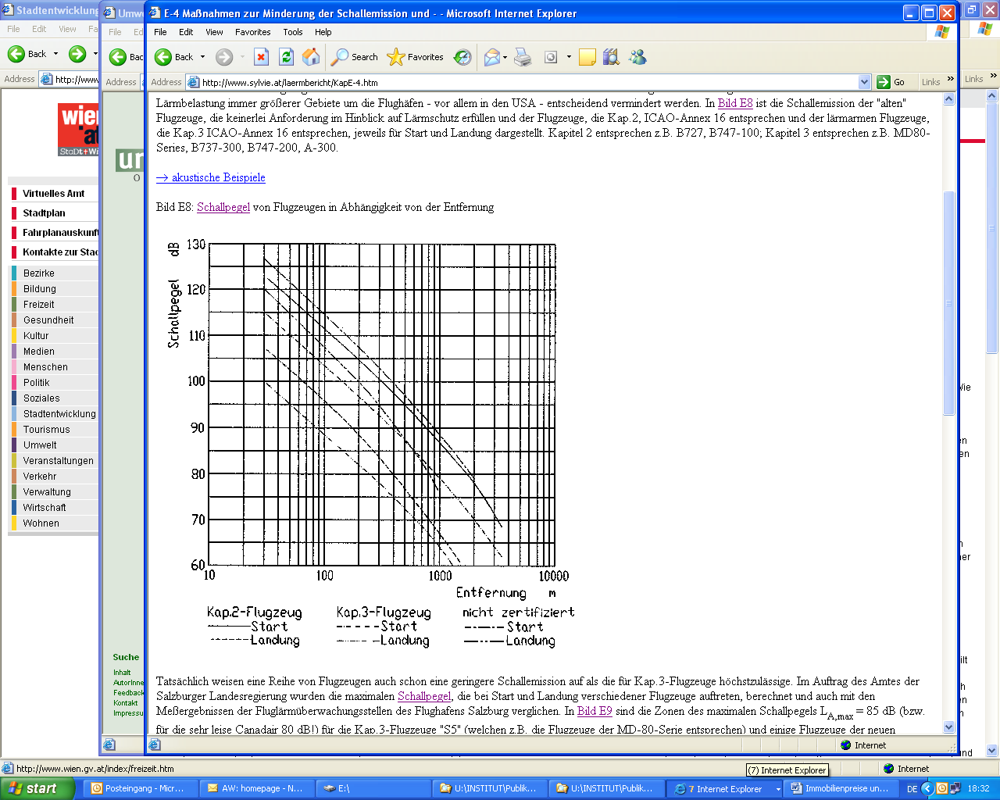 Stadtentwicklung
Umw
E-4 Maßnahmen zur Minderung der Schallemission und - - Microsoft Internet Explorer
File Edit View Favorites Tools Help
File Edit View Fa
File Ed
Back Search Favorites
Back
Bac
Address http://www.sylvie.at/laermbericht/KapE-4.htm Go Links »
Address http://www
Address
Links »
Lärmbelastung immer größerer Gebiete um die Flughäfen - vor allem in den USA - entscheidend vermindert werden. In Bild E8 ist die Schallemission der "alten"
Flugzeuge, die keinerlei Anforderung im Hinblick auf Lärmschutz erfüllen und der Flugzeuge, die Kap.2, ICAO-Annex 16 entsprechen und der lärmarmen Flugzeuge,
die Kap.3 ICAO-Annex 16 entsprechen, jeweils für Start und Landung dargestellt. Kapitel 2 entsprechen z.B. B727, B747-100; Kapitel 3 entsprechen z.B. MD80-
Series, B737-300, B747-200, A-300.
--> akustische Beispiele
Bild E8: Schallpegel von Flugzeugen in Abhängigkeit von der Entfernung
Schallpegel dB
130
120
110
100
90
80
70
60
10 100 1000 10000
Entfernung m
Kap.2-Flugzeug Kap.3-Flugzeug nicht zertifiziert
Start Start Start
Landung Landung Landung
Tatsächlich weisen eine Reihe von Flugzeugen auch schon eine geringere Schallemission auf als die für Kap.3-Flugzeuge höchstzulässige. Im Auftrag des Amtes der
Salzburger Landesregierung wurden die maximalen Schallpegel, die bei Start und Landung verschiedener Flugzeuge auftreten, berechnet und auch mit den
Meßergebnissen der Fluglärmüberwachungsstellen des Flughafens Salzburg verglichen. In Bild E9 sind die Zonen des maximalen Schallpegels LA,max = 85 dB (bzw.
für die sehr leise Canadair 80 dB!) für die Kap.3-Flugzeuge "S5" (welchen z.B. die Flugzeuge der MD-80-Serie entsprechen) und einige Flugzeuge der neuen
Internet
wien
at
StaDt+Wi
Virtuelles Amt
Stadtplan
Fahrplanauskunf
Kontakte zur Stad
Bezirke
Bildung
Freizeit
Gesundheit
Kultur
Medien
Menschen
Politik
Soziales
Stadtentwicklung
Tourismus
Umwelt
Veranstaltungen
Verkehr
Verwaltung
Wirtschaft
Wohnen
um
O
Suche
Inhalt
AutorInne
Feedback
Kontakt
Impressu
http://www.wien.gv.at/index/freizeit.htm
(7) Internet Explorer
Internet
start
Posteingang - Micr...
AW: homepage - N...
E:\
U:\INSTITUT\Publik...
U:\INSTITUT\Publik...
7 Internet Explorer
Immobilienpreise un...
DE
18:32